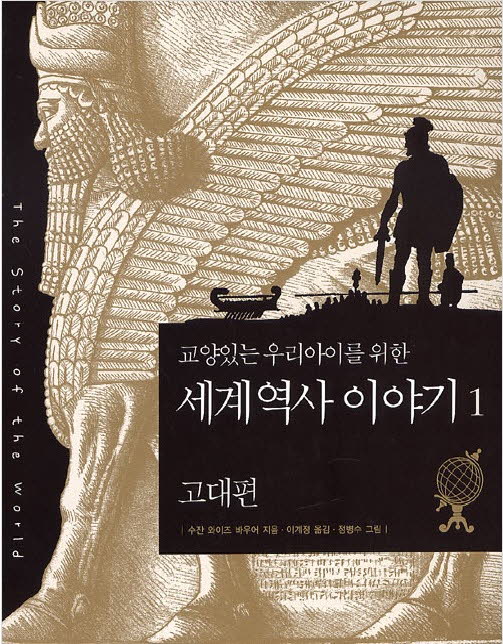 The Story of the World
교양있는 우리아이를 위한
세계 역사 이야기 1
고대편
| 수잔 와이즈 바우어 지음 · 이계정 옮김 · 정병수 그림 |